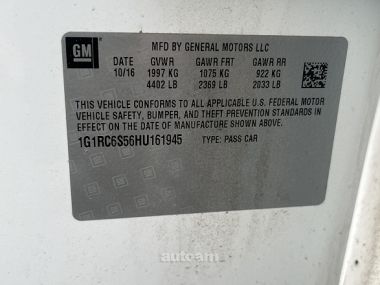 GM
MFD BY GENERAL MOTORS LLC
DATE GVWR GAWR FRT GAWR RR
10/16 1997 KG 1075 KG 922 KG
4402 LB 2369 LB 2033 LB
THIS VEHICLE CONFORMS TO ALL APPLICABLE U.S. FEDERAL MOTOR
VEHICLE SAFETY, BUMPER, AND THEFT PREVENTION STANDARDS IN
EFFECT ON THE DATE OF MANUFACTURE SHOWN ABOVE.
1G1RC6S56HU161945 TYPE: PASS CAR
autoam